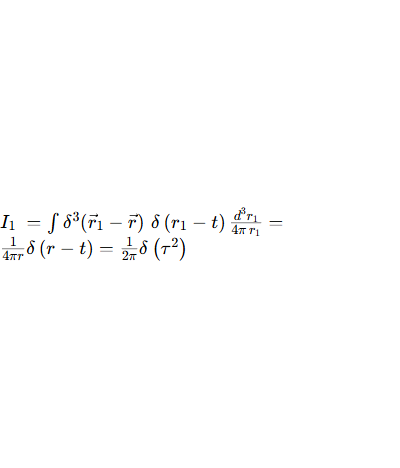 I₁ = ∫ δ³(r⃗₁ − r⃗) δ (r₁ − t) d³r₁/4π r₁ =
1/4πr δ (r − t) = 1/2π δ (τ²)